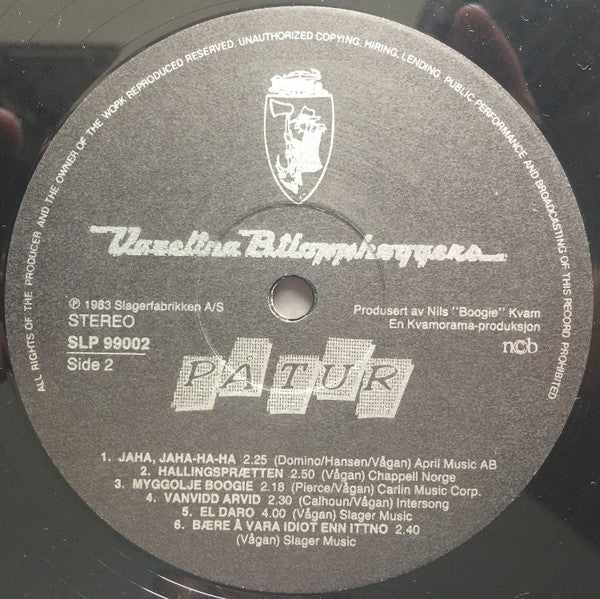 ALL RIGHTS OF THE PRODUCER AND THE OWNER OF THE WORK REPRODUCED RESERVED. UNAUTHORIZED COPYING, HIRING, LENDING, PUBLIC PERFORMANCE AND BROADCASTING OF THIS RECORD PROHIBITED
Vazelina Bilopphøggers
℗ 1983 Slagerfabrikken A/S
STEREO
SLP 99002
Side 2
Produsert av Nils "Boogie" Kvam
En Kvamorama-produksjon
ncb
PÅ TUR
1. JAHA, JAHA-HA-HA 2.25 (Domino/Hansen/Vågan) April Music AB
2. HALLINGSPRÆTTEN 2.50 (Vågan) Chappell Norge
3. MYGGOLJE BOOGIE 2.18 (Pierce/Vågan) Carlin Music Corp.
4. VANVIDD ARVID 2.30 (Calhoun/Vågan) Intersong
5. EL DARO 4.00 (Vågan) Slager Music
6. BÆRE Å VARA IDIOT ENN ITTNO 2.40
(Vågan) Slager Music